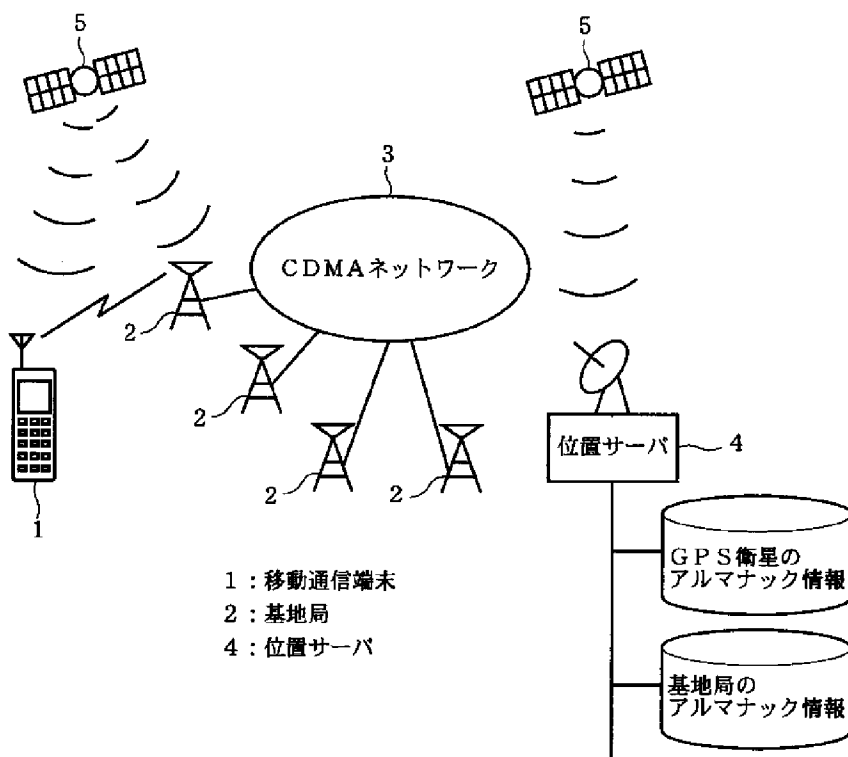 5
5
3
CDMAネットワーク
2
2
2
2
1
位置サーバ
4
GPS衛星の
アルマナック情報
1:移動通信端末
2:基地局
4:位置サーバ
基地局の
アルマナック情報